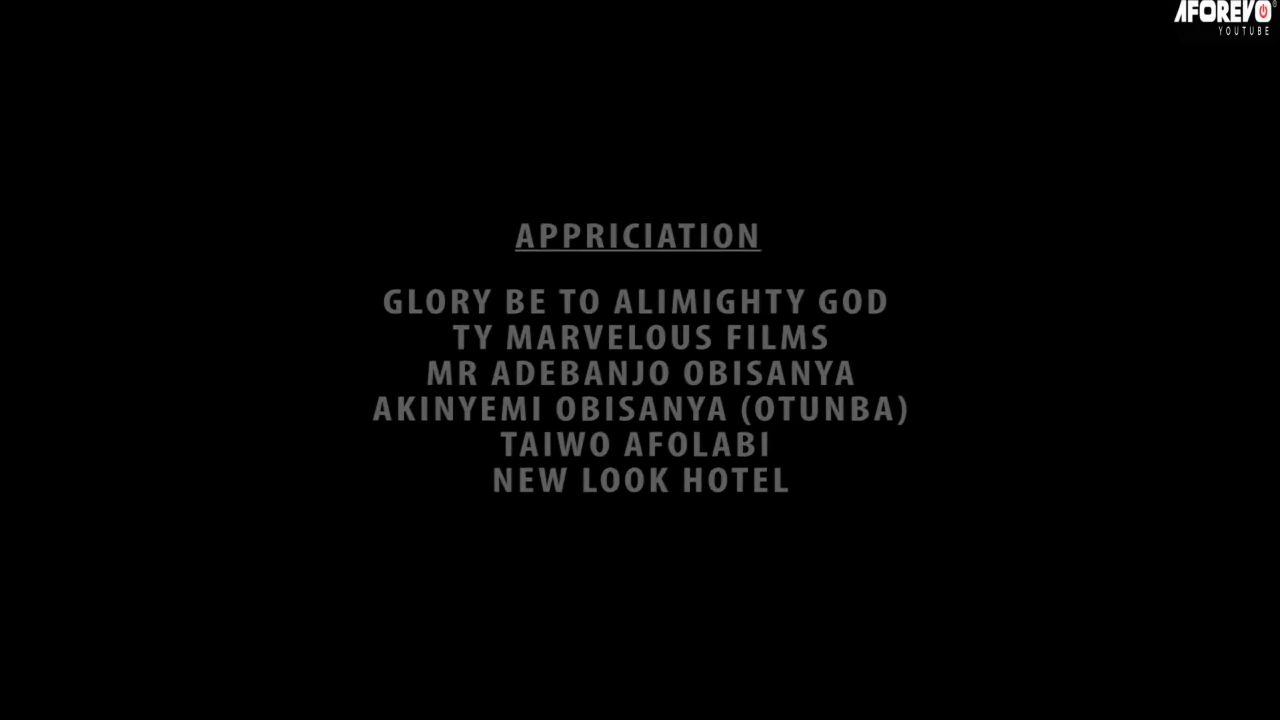 AFOREVO
YOUTUBE
APPRICIATION
GLORY BE TO ALIMIGHTY GOD
TY MARVELOUS FILMS
MR ADEBANJO OBISANYA
AKINYEMI OBISANYA (OTUNBA)
TAIWO AFOLABI
NEW LOOK HOTEL